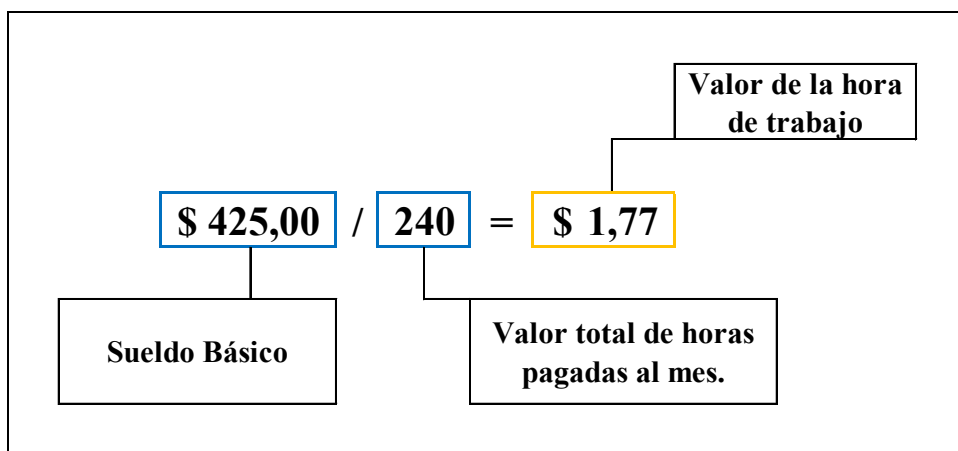 Valor de la hora
de trabajo
$ 425,00 / 240 = $ 1,77
Sueldo Básico
Valor total de horas
pagadas al mes.